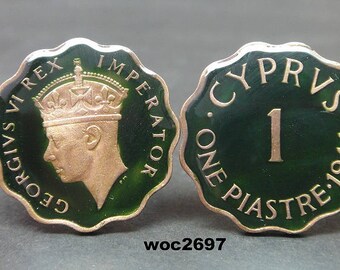 GEORGIVS VI REX IMPERATOR
CYPRVS
1
ONE PIASTRE
woc2697